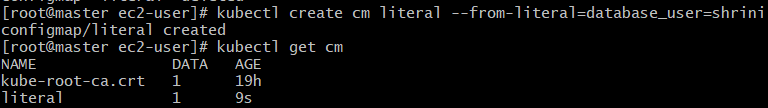 [root@master ec2-user]# kubectl create cm literal --from-literal=database_user=shrini
configmap/literal created
[root@master ec2-user]# kubectl get cm
NAME DATA AGE
kube-root-ca.crt 1 19h
literal 1 9s